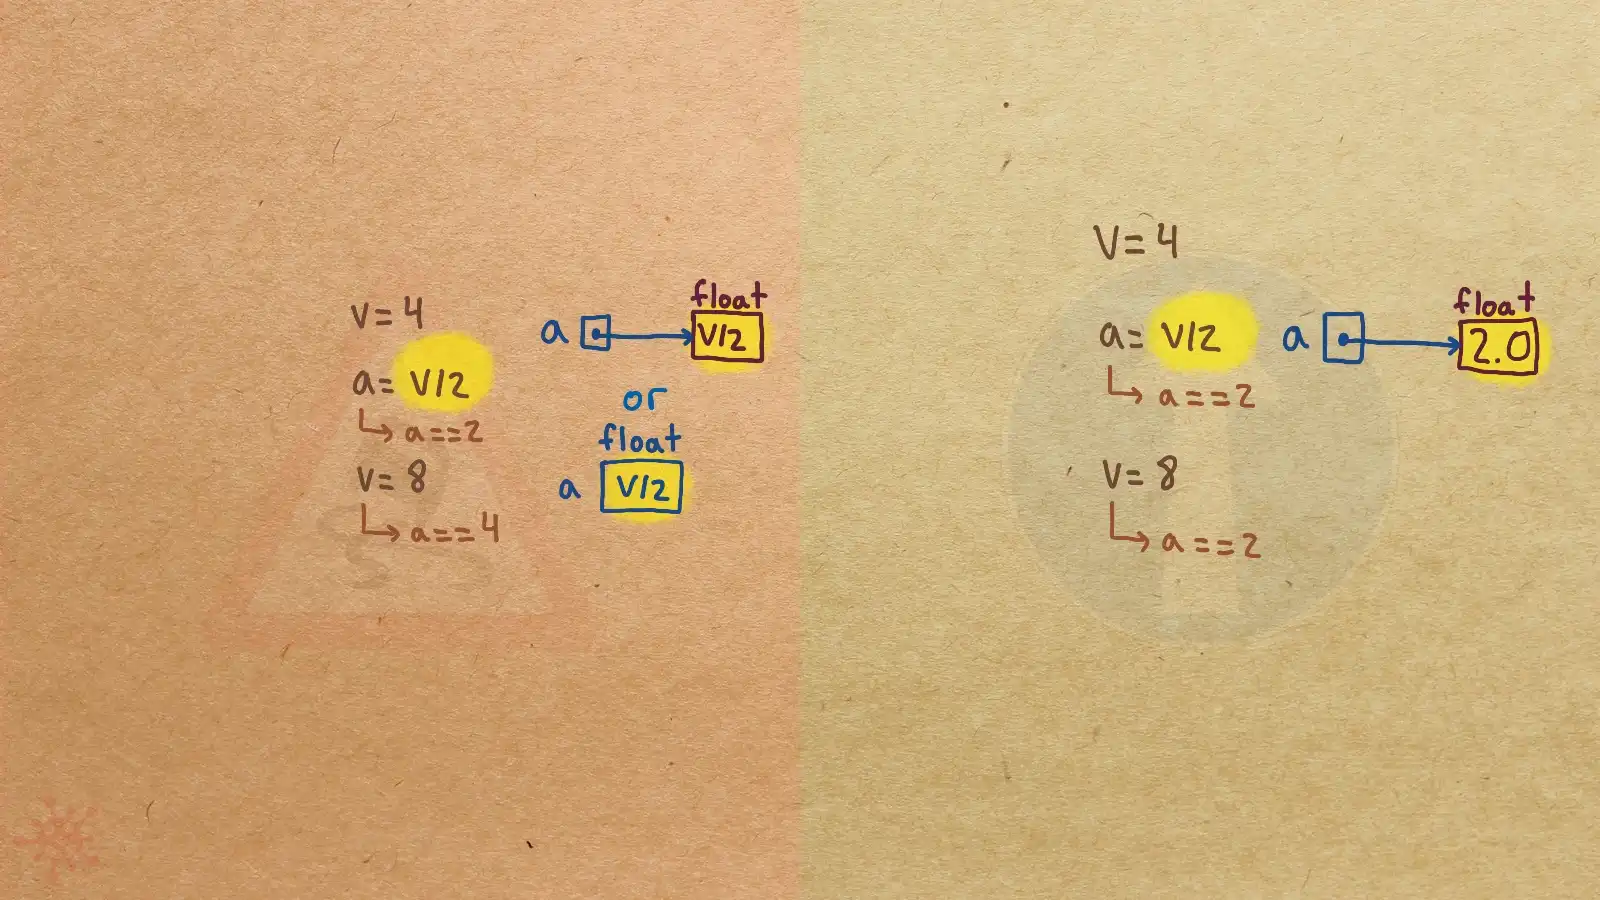 v = 4
a = V/2
a == 2
v = 8
a == 4
a
float
V/2
or
float
a
V/2
V = 4
a = V/2
a == 2
V = 8
a == 2
a
float
2.0